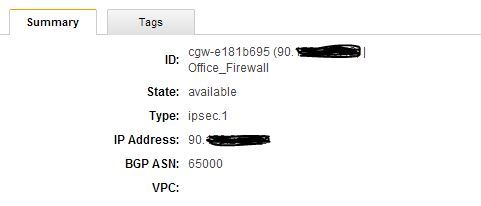 Summary Tags
ID: cgw-e181b695 (90. |
Office_Firewall
State: available
Type: ipsec.1
IP Address: 90.
BGP ASN: 65000
VPC: